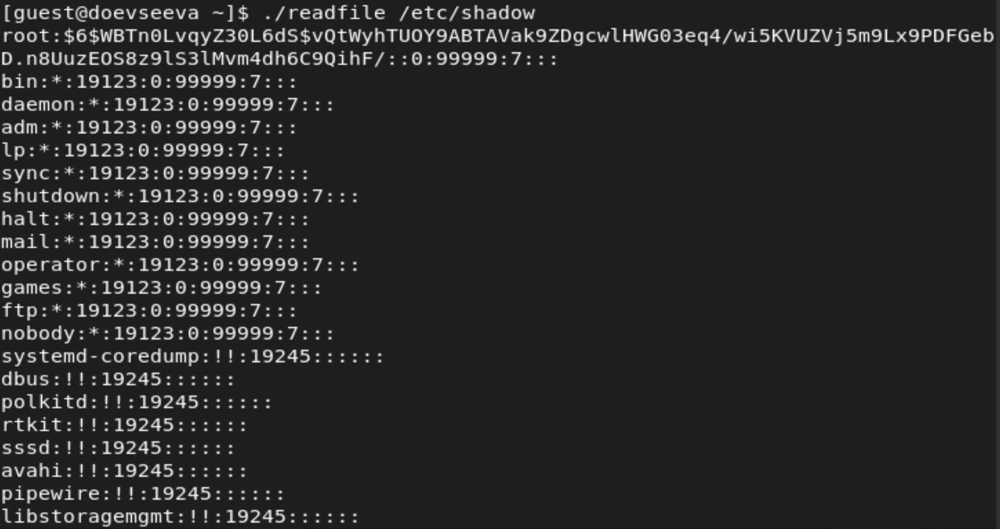 [guest@doevseeva ~]$ ./readfile /etc/shadow
root:$6$WBTn0LvqyZ30L6dS$vQtWyhTUOY9ABTAVak9ZDgcwlHWG03eq4/wi5KVUZVj5m9Lx9PDFGeb
D.n8UuzEOS8z9lS3lMvm4dh6C9QihF/::0:99999:7:::
bin:*:19123:0:99999:7:::
daemon:*:19123:0:99999:7:::
adm:*:19123:0:99999:7:::
lp:*:19123:0:99999:7:::
sync:*:19123:0:99999:7:::
shutdown:*:19123:0:99999:7:::
halt:*:19123:0:99999:7:::
mail:*:19123:0:99999:7:::
operator:*:19123:0:99999:7:::
games:*:19123:0:99999:7:::
ftp:*:19123:0:99999:7:::
nobody:*:19123:0:99999:7:::
systemd-coredump:!!:19245::::::
dbus:!!:19245::::::
polkitd:!!:19245::::::
rtkit:!!:19245::::::
sssd:!!:19245::::::
avahi:!!:19245::::::
pipewire:!!:19245::::::
libstoragemgmt:!!:19245::::::